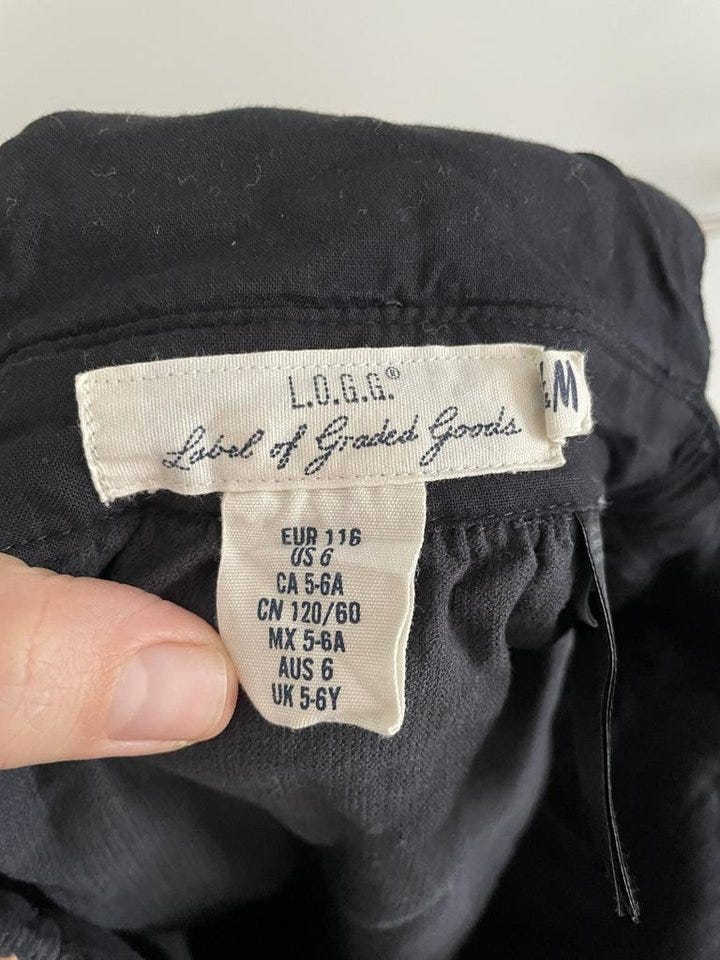 L.O.G.G.®
Label of Graded Goods
&M
EUR 116
US 6
CA 5-6A
CN 120/60
MX 5-6A
AUS 6
UK 5-6Y